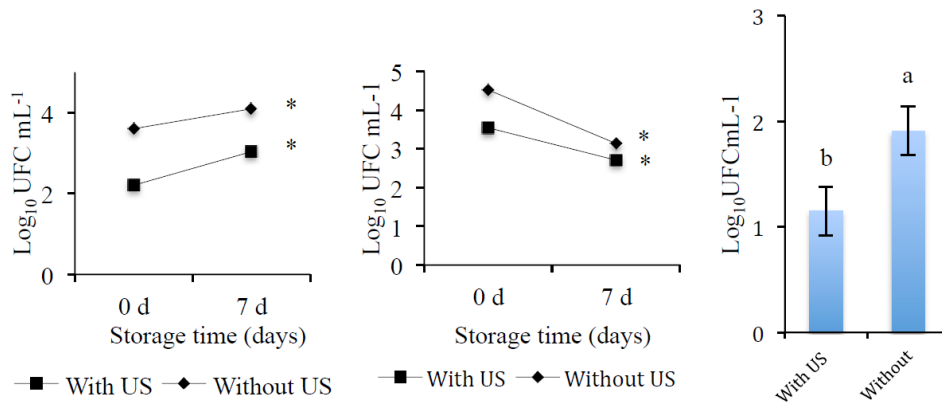 Log10 UFC mL-1
4
2
0
*
*
0 d 7 d
Storage time (days)
With US Without US
Log10 UFC mL-1
5
4
3
2
1
0
*
*
0 d 7 d
Storage time (days)
With US Without US
Log10UFCmL-1
3
2
1
0
b
a
With US
Without